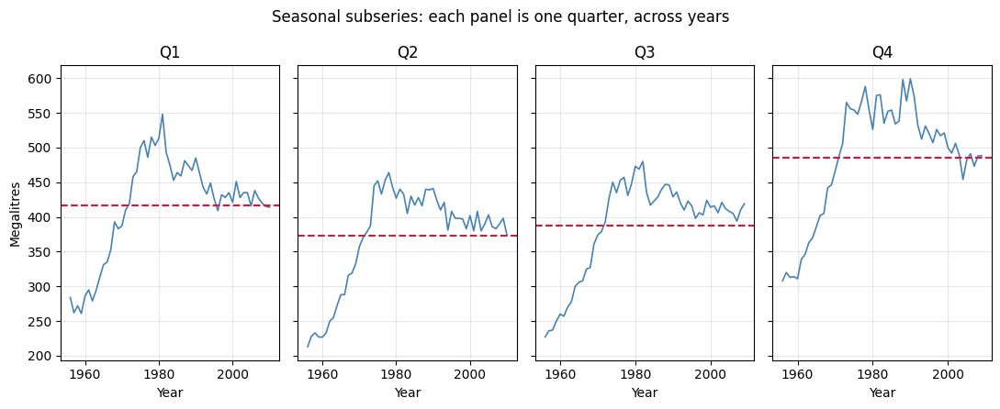 Seasonal subseries: each panel is one quarter, across years
Q1 Q2 Q3 Q4
Megalitres
600
550
500
450
400
350
300
250
200
1960 1980 2000 1960 1980 2000 1960 1980 2000 1960 1980 2000
Year Year Year Year